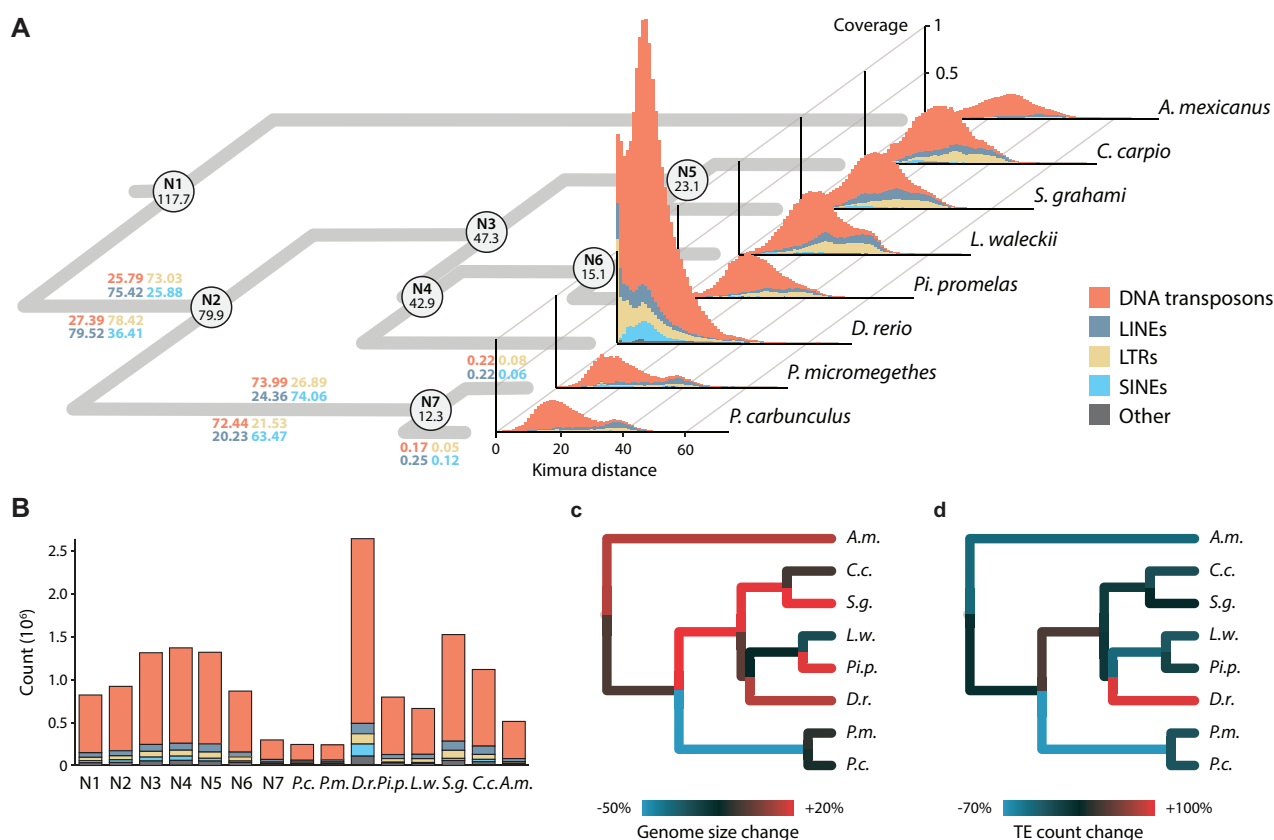 A
Coverage
1
0.5
A. mexicanus
C. carpio
S. grahami
L. waleckii
Pi. promelas
D. rerio
P. micromegethes
P. carbunculus
N1
117.7
N5
23.1
N3
47.3
N6
15.1
N4
42.9
N2
79.9
N7
12.3
25.79 73.03
75.42 25.88
27.39 78.42
79.52 36.41
73.99 26.89
24.36 74.06
72.44 21.53
20.23 63.47
0.22 0.08
0.22 0.06
0.17 0.05
0.25 0.12
0 20 40 60
Kimura distance
DNA transposons
LINEs
LTRs
SINEs
Other
B
Count (10⁶)
2.5
2.0
1.5
1.0
0.5
0
N1 N2 N3 N4 N5 N6 N7 P.c. P.m. D.r. Pi.p. L.w. S.g. C.c. A.m.
c
A.m.
C.c.
S.g.
L.w.
Pi.p.
D.r.
P.m.
P.c.
-50% +20%
Genome size change
d
A.m.
C.c.
S.g.
L.w.
Pi.p.
D.r.
P.m.
P.c.
-70% +100%
TE count change